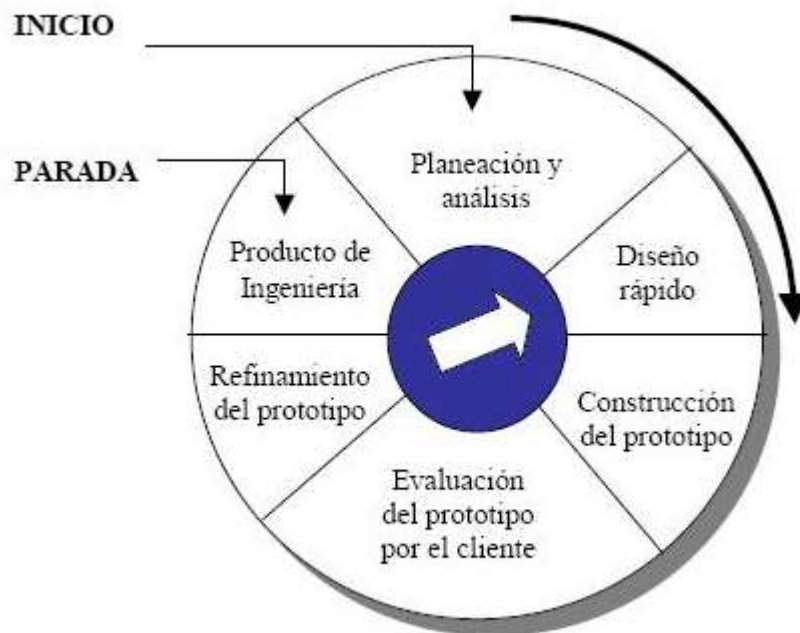 INICIO
PARADA
Planeación y
análisis
Diseño
rápido
Construcción
del prototipo
Evaluación
del prototipo
por el cliente
Refinamiento
del prototipo
Producto de
Ingeniería